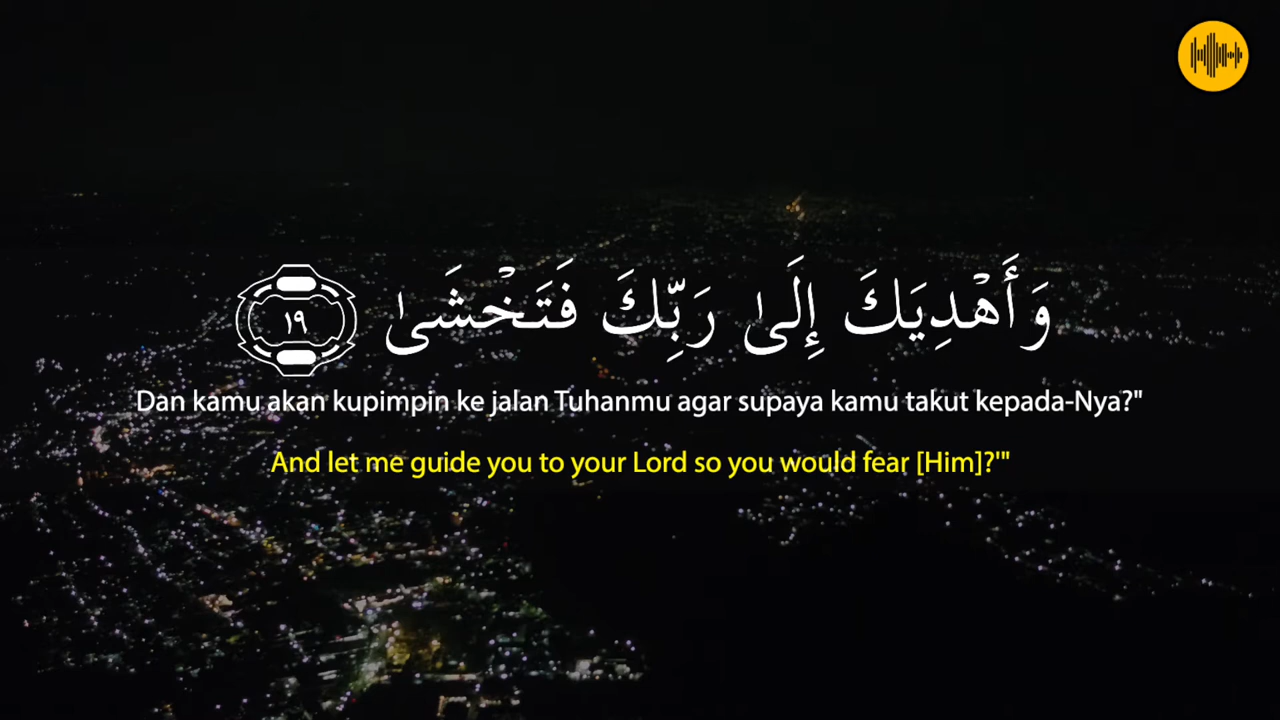 وَأَهْدِيَكَ إِلَىٰ رَبِّكَ فَتَخْشَىٰ ١٩
Dan kamu akan kupimpin ke jalan Tuhanmu agar supaya kamu takut kepada-Nya?"
And let me guide you to your Lord so you would fear [Him]?'"